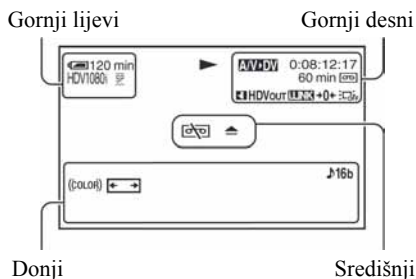 Gornji lijevi Gornji desni
120 min A/V▸DV 0:08:12:17
HDV1080i 60 min
HDVOUT i.LINK +0+
COLOR ♪16b
Donji Središnji